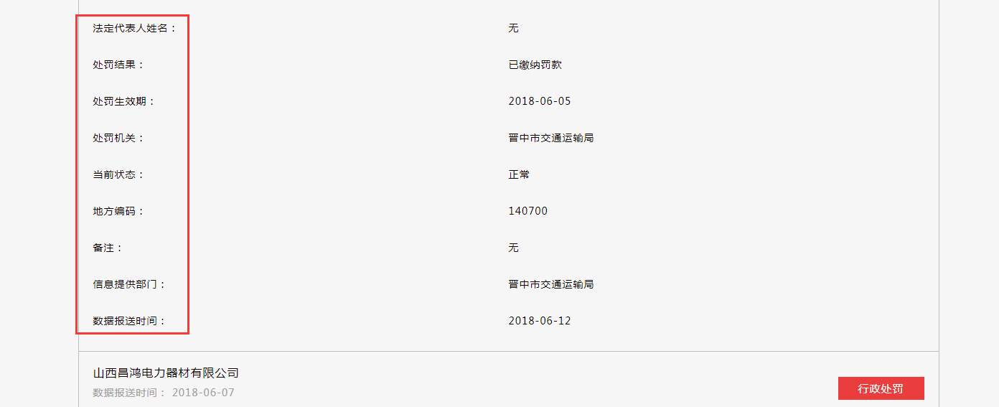 法定代表人姓名： 无
处罚结果： 已缴纳罚款
处罚生效期： 2018-06-05
处罚机关： 晋中市交通运输局
当前状态： 正常
地方编码： 140700
备注： 无
信息提供部门： 晋中市交通运输局
数据报送时间： 2018-06-12
山西昌鸿电力器材有限公司
数据报送时间： 2018-06-07
行政处罚